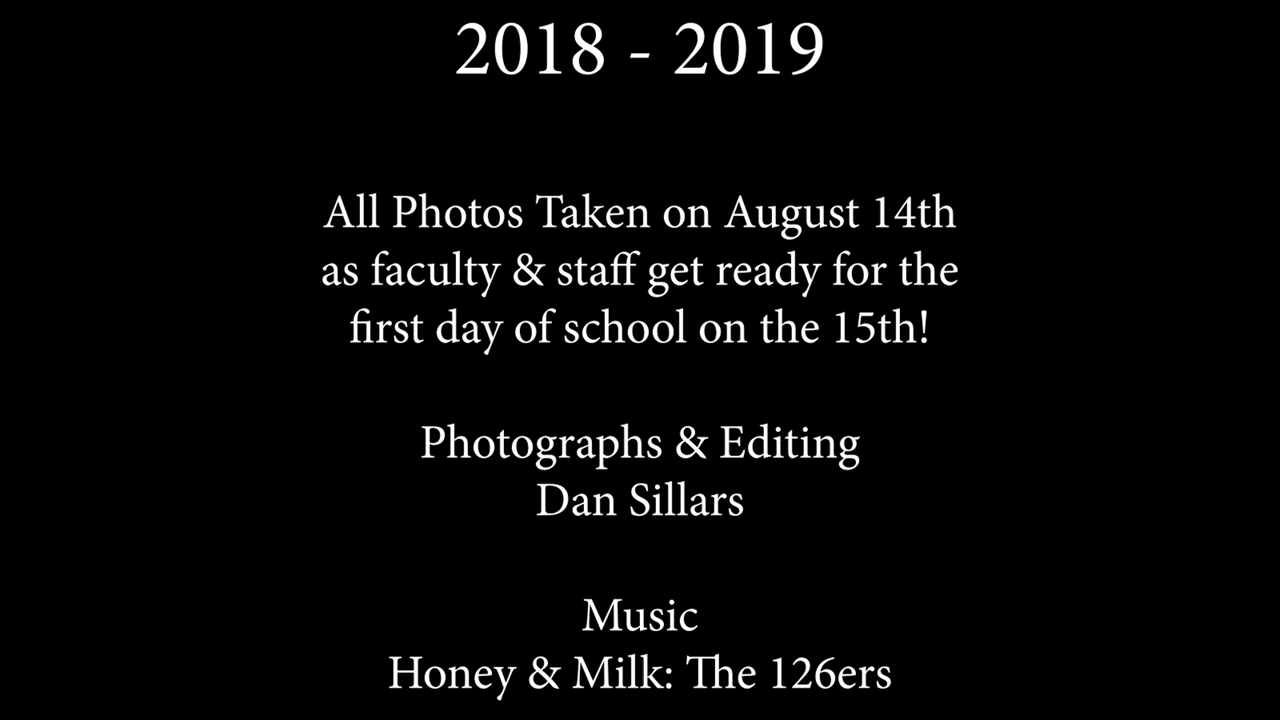 2018 - 2019
All Photos Taken on August 14th
as faculty & staff get ready for the
first day of school on the 15th!
Photographs & Editing
Dan Sillars
Music
Honey & Milk: The 126ers